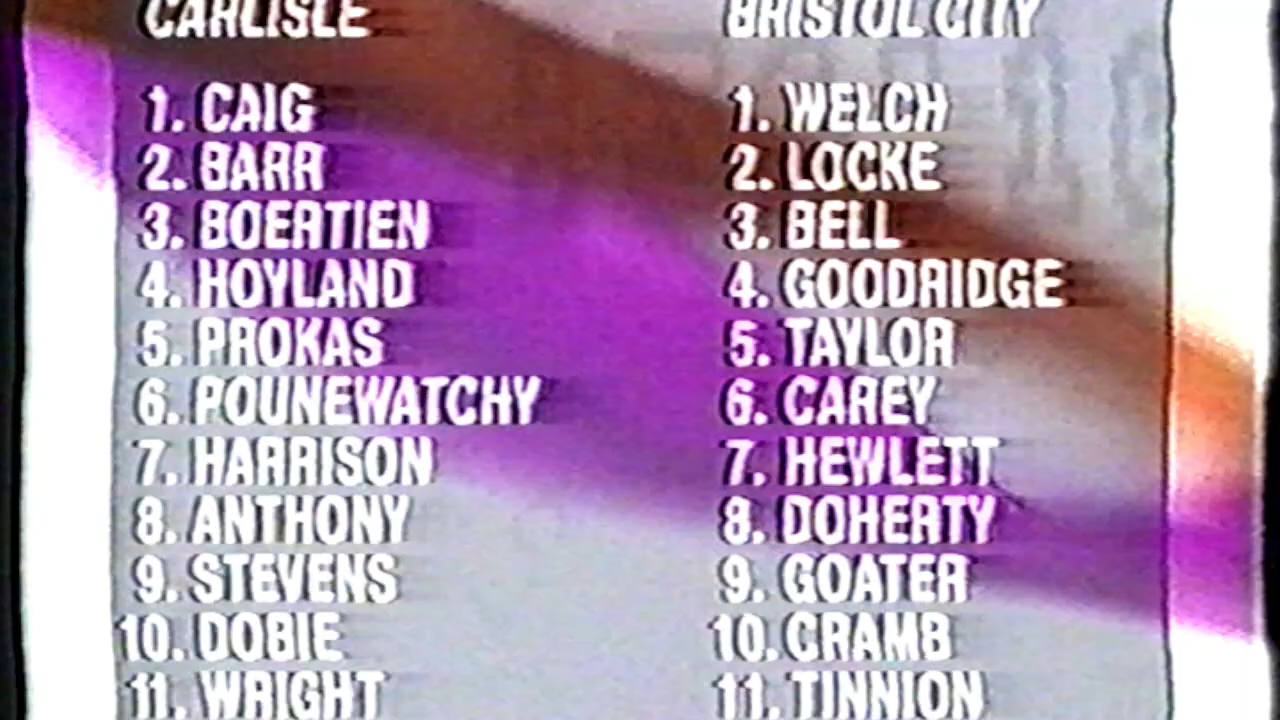 CARLISLE
1. CAIG
2. BARR
3. BOERTIEN
4. HOYLAND
5. PROKAS
6. POUNEWATCHY
7. HARRISON
8. ANTHONY
9. STEVENS
10. DOBIE
11. WRIGHT
BRISTOL CITY
1. WELCH
2. LOCKE
3. BELL
4. GOODRIDGE
5. TAYLOR
6. CAREY
7. HEWLETT
8. DOHERTY
9. GOATER
10. CRAMB
11. TINNION